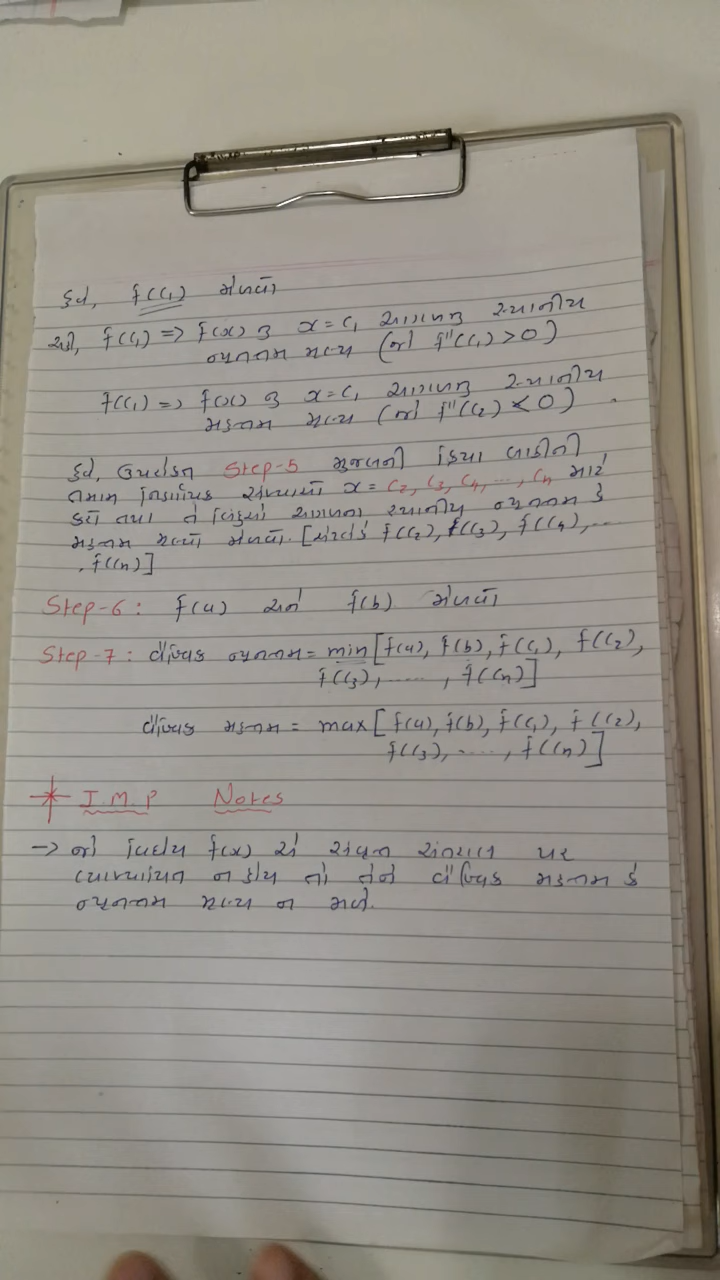 હવે, f(c₁) મેળવો
અહીં, f(c₁) => f(x) નું x = c₁ આગળનું સ્થાનીય
ન્યુનતમ મૂલ્ય (જો f''(c₁) > 0)
f(c₁) => f(x) નું x = c₁ આગળનું સ્થાનીય
મહત્તમ મૂલ્ય (જો f''(c₂) < 0)
હવે, ઉપરોક્ત Step-5 મુજબની ક્રિયા બાકીની
તમામ નિર્ણાયક સંખ્યાઓ x = c₂, c₃, c₄, ..., cₙ માટે
કરો તથા તે બિંદુઓ આગળના સ્થાનીય ન્યુનતમ કે
મહત્તમ મૂલ્યો મેળવો. [એટલે કે f(c₂), f(c₃), f(c₄), ...
, f(cₙ)]
Step-6 : f(a) અને f(b) મેળવો
Step-7 : વૈશ્વિક ન્યુનતમ = min [f(a), f(b), f(c₁), f(c₂),
f(c₃), ......, f(cₙ)]
વૈશ્વિક મહત્તમ = max [f(a), f(b), f(c₁), f(c₂),
f(c₃), ....., f(cₙ)]
I.M.P Notes
→ જો વિધેય f(x) એ સંવૃત અંતરાલ પર
વ્યાખ્યાયિત ન હોય તો તેને વૈશ્વિક મહત્તમ કે
ન્યુનતમ મૂલ્ય ન મળે.